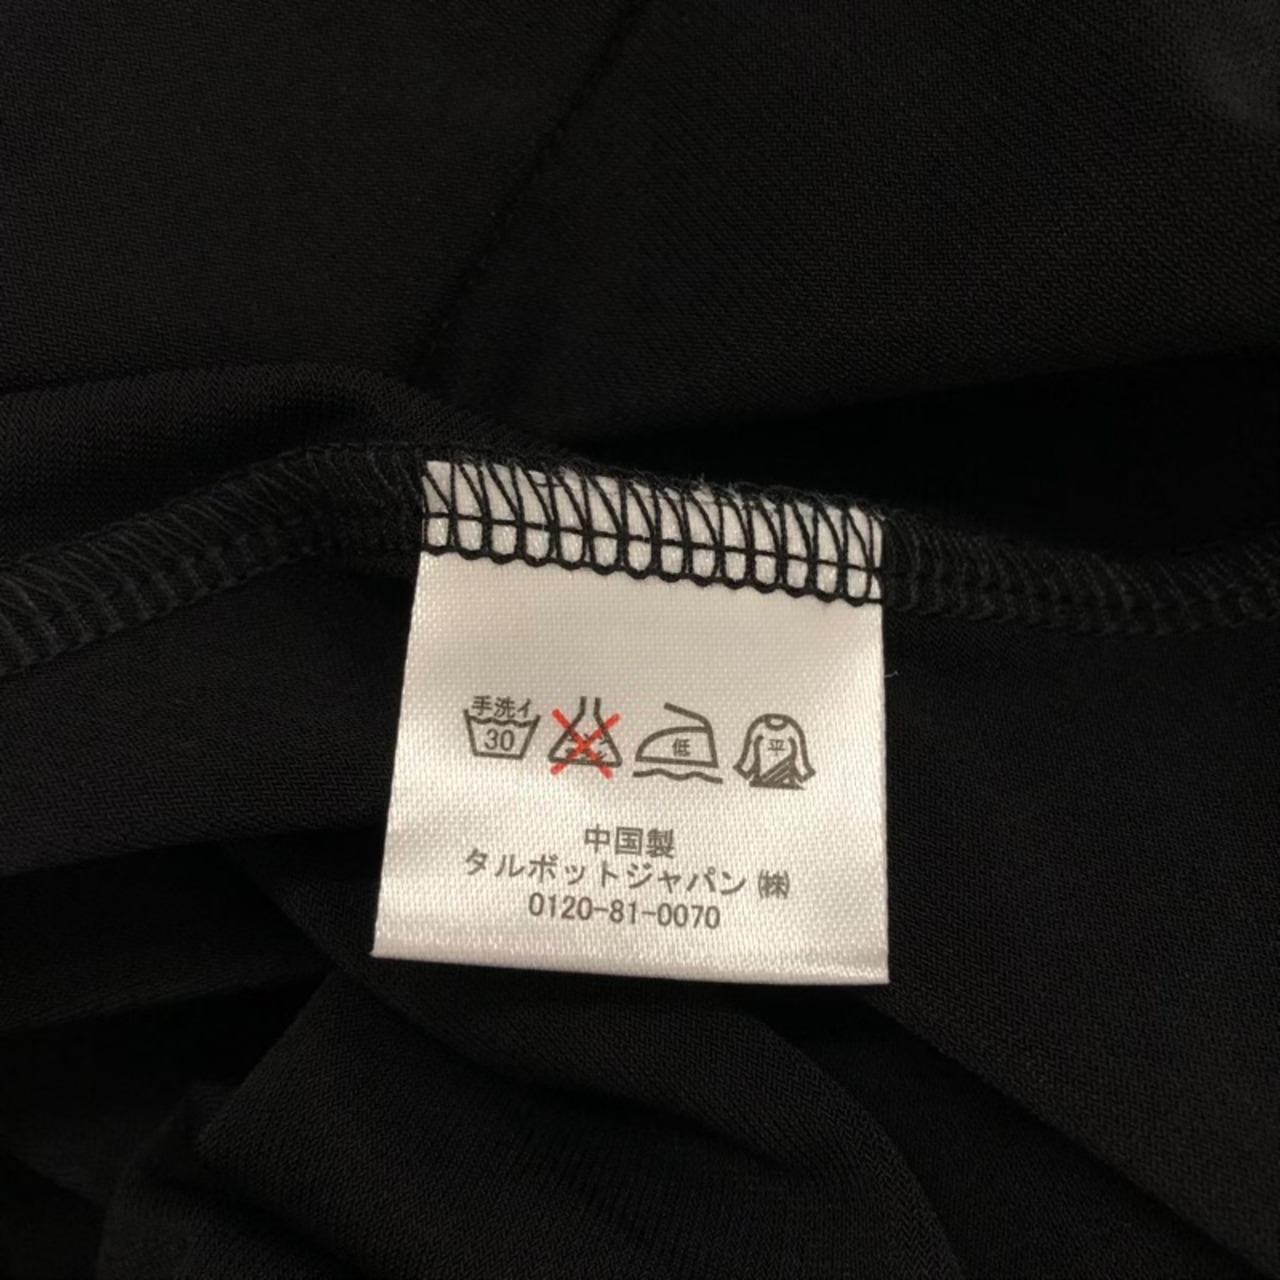 手洗イ
30
低
平
中国製
タルボットジャパン㈱
0120-81-0070